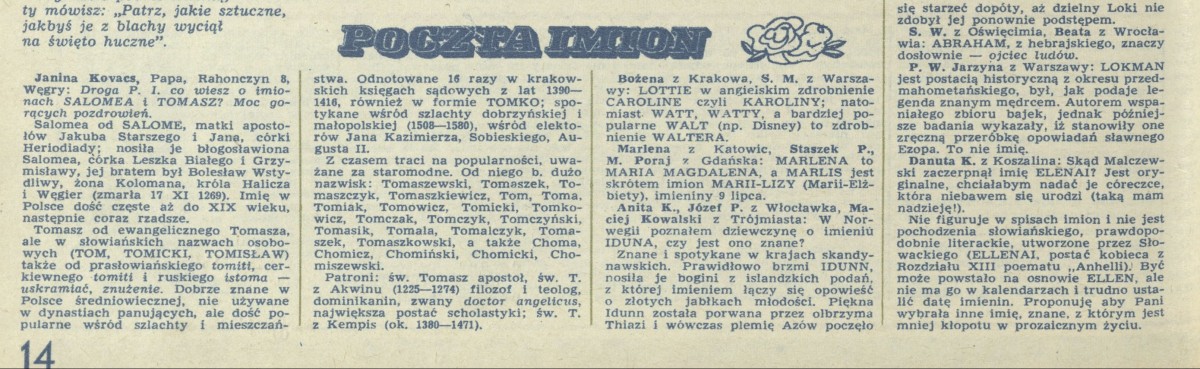 ty mówisz: „Patrz, jakie sztuczne,
jakbyś je z blachy wyciął
na święto huczne”.
POCZTA IMION
Janina Kovacs, Papa, Rahonczyn 8,
Węgry: Droga P. I. co wiesz o imio-
nach SALOMEA i TOMASZ? Moc go-
rących pozdrowień.
Salomea od SALOME, matki aposto-
łów Jakuba Starszego i Jana, córki
Heriodiady; nosiła je błogosławiona
Salomea, córka Leszka Białego i Grzy-
misławy, jej bratem był Bolesław Wsty-
dliwy, żona Kolomana, króla Halicza
i Węgier (zmarła 17 XI 1269). Imię w
Polsce dość częste aż do XIX wieku,
następnie coraz rzadsze.
Tomasz od ewangelicznego Tomasza,
ale w słowiańskich nazwach osobo-
wych (TOM, TOMICKI, TOMISŁAW)
także od prasłowiańskiego tomiti, cer-
kiewnego tomiti i ruskiego istoma —
uskramiać, znużenie. Dobrze znane w
Polsce średniowiecznej, nie używane
w dynastiach panujących, ale dość po-
pularne wśród szlachty i mieszczań-
stwa. Odnotowane 16 razy w krakow-
skich księgach sądowych z lat 1390—
1416, również w formie TOMKO; spo-
tykane wśród szlachty dobrzyńskiej i
małopolskiej (1508—1580), wśród elekto-
rów Jana Kazimierza, Sobieskiego, Au-
gusta II.
Z czasem traci na popularności, uwa-
żane za staromodne. Od niego b. dużo
nazwisk: Tomaszewski, Tomaszek, To-
maszczyk, Tomaszkiewicz, Tom, Toma,
Tomiak, Tomowicz, Tomicki, Tomko-
wicz, Tomczak, Tomczyk, Tomczyński,
Tomasik, Tomala, Tomalczyk, Toma-
szek, Tomaszkowski, a także Choma,
Chomicz, Chomiński, Chomicki, Cho-
miszewski.
Patroni: św. Tomasz apostoł, św. T.
z Akwinu (1225—1274) filozof i teolog,
dominikanin, zwany doctor angelicus,
największa postać scholastyki; św. T.
z Kempis (ok. 1380—1471).
Bożena z Krakowa, S. M. z Warsza-
wy: LOTTIE w angielskim zdrobnienie
CAROLINE czyli KAROLINY; nato-
miast WATT, WATTY, a bardziej po-
pularne WALT (np. Disney) to zdrob-
nienie WALTERA.
Marlena z Katowic, Staszek P.,
M. Poraj z Gdańska: MARLENA to
MARIA MAGDALENA, a MARLIS jest
skrótem imion MARII-LIZY (Marii-Elż-
biety), imieniny 9 lipca.
Anita K., Józef P. z Włocławka, Ma-
ciej Kowalski z Trójmiasta: W Nor-
wegii poznałem dziewczynę o imieniu
IDUNA, czy jest ono znane?
Znane i spotykane w krajach skandy-
nawskich. Prawidłowo brzmi IDUNN,
nosiła je bogini z islandzkich podań,
z której imieniem łączy się opowieść
o złotych jabłkach młodości. Piękna
Idunn została porwana przez olbrzyma
Thiazi i wówczas plemię Azów poczęło
się starzeć dopóty, aż dzielny Loki nie
zdobył jej ponownie podstępem.
S. W. z Oświęcimia, Beata z Wrocła-
wia: ABRAHAM, z hebrajskiego, znaczy
dosłownie — ojciec ludów.
P. W. Jarzyna z Warszawy: LOKMAN
jest postacią historyczną z okresu przed-
mahometańskiego, był, jak podaje le-
genda znanym mędrcem. Autorem wspa-
niałego zbioru bajek, jednak później-
sze badania wykazały, iż stanowiły one
zręczną przeróbkę opowiadań sławnego
Ezopa. To nie imię.
Danuta K. z Koszalina: Skąd Malczew-
ski zaczerpnął imię ELENAI? Jest ory-
ginalne, chciałabym nadać je córeczce,
która niebawem się urodzi (taką mam
nadzieję!).
Nie figuruje w spisach imion i nie jest
pochodzenia słowiańskiego, prawdopo-
dobnie literackie, utworzone przez Sło-
wackiego (ELLENAI, postać kobieca z
Rozdziału XIII poematu „Anhelli). Być
może powstało na osnowie ELLEN, ale
nie ma go w kalendarzach i trudno usta-
lić datę imienin. Proponuję aby Pani
wybrała inne imię, znane, z którym jest
mniej kłopotu w prozaicznym życiu.
14